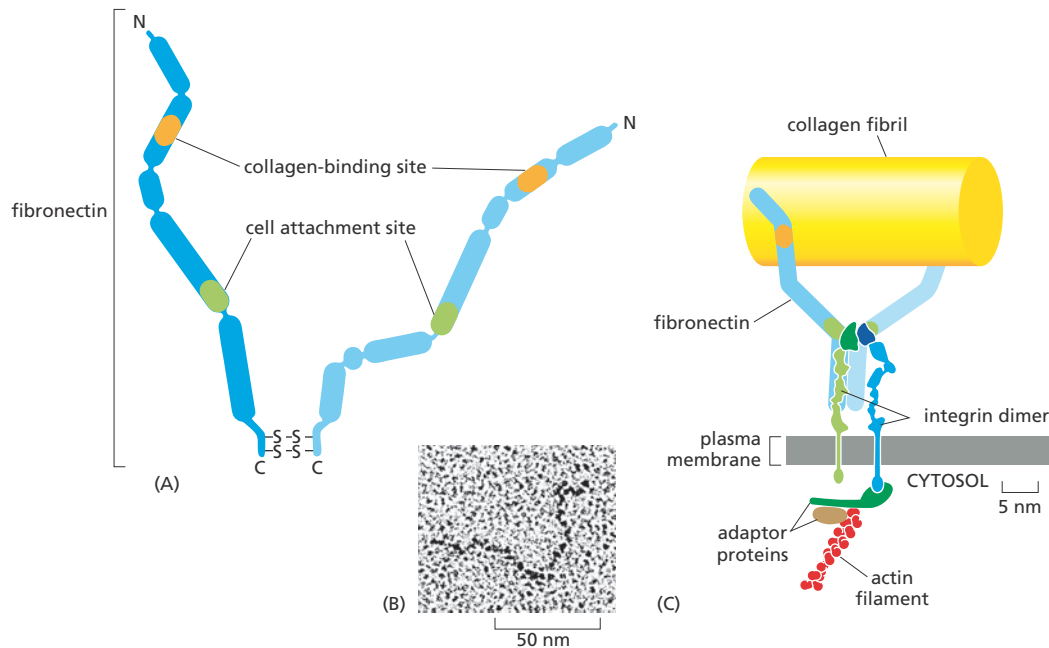 N
N
collagen-binding site
fibronectin
cell attachment site
S S
S S
C
C
(A)
(B)
50 nm
collagen fibril
fibronectin
integrin dimer
plasma
membrane
CYTOSOL
5 nm
adaptor
proteins
actin
filament
(C)